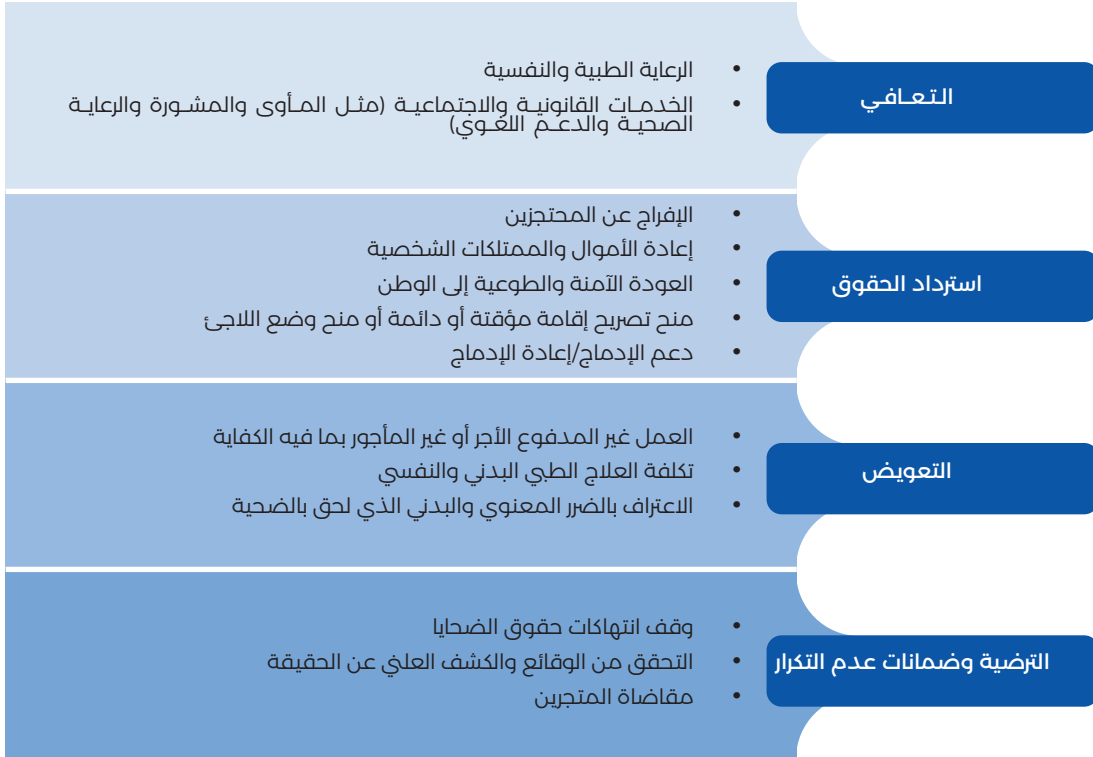 التعافي
• الرعاية الطبية والنفسية
• الخدمات القانونية والاجتماعية (مثل المأوى والمشورة والرعاية
الصحية والدعم اللغوي)
استرداد الحقوق
• الإفراج عن المحتجزين
• إعادة الأموال والممتلكات الشخصية
• العودة الآمنة والطوعية إلى الوطن
• منح تصريح إقامة مؤقتة أو دائمة أو منح وضع اللاجئ
• دعم الإدماج/إعادة الإدماج
التعويض
• العمل غير المدفوع الأجر أو غير المأجور بما فيه الكفاية
• تكلفة العلاج الطبي البدني والنفسي
• الاعتراف بالضرر المعنوي والبدني الذي لحق بالضحية
الترضية وضمانات عدم التكرار
• وقف انتهاكات حقوق الضحايا
• التحقق من الوقائع والكشف العلني عن الحقيقة
• مقاضاة المتجرين